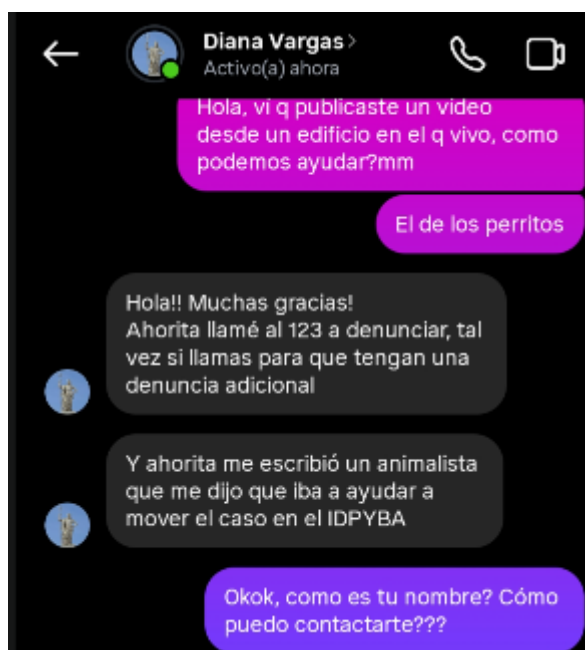 Diana Vargas>
Activo(a) ahora
Hola, vi q publicaste un video
desde un edificio en el q vivo, como
podemos ayudar?mm
El de los perritos
Hola!! Muchas gracias!
Ahorita llamé al 123 a denunciar, tal
vez si llamas para que tengan una
denuncia adicional
Y ahorita me escribió un animalista
que me dijo que iba a ayudar a
mover el caso en el IDPYBA
Okok, como es tu nombre? Cómo
puedo contactarte???